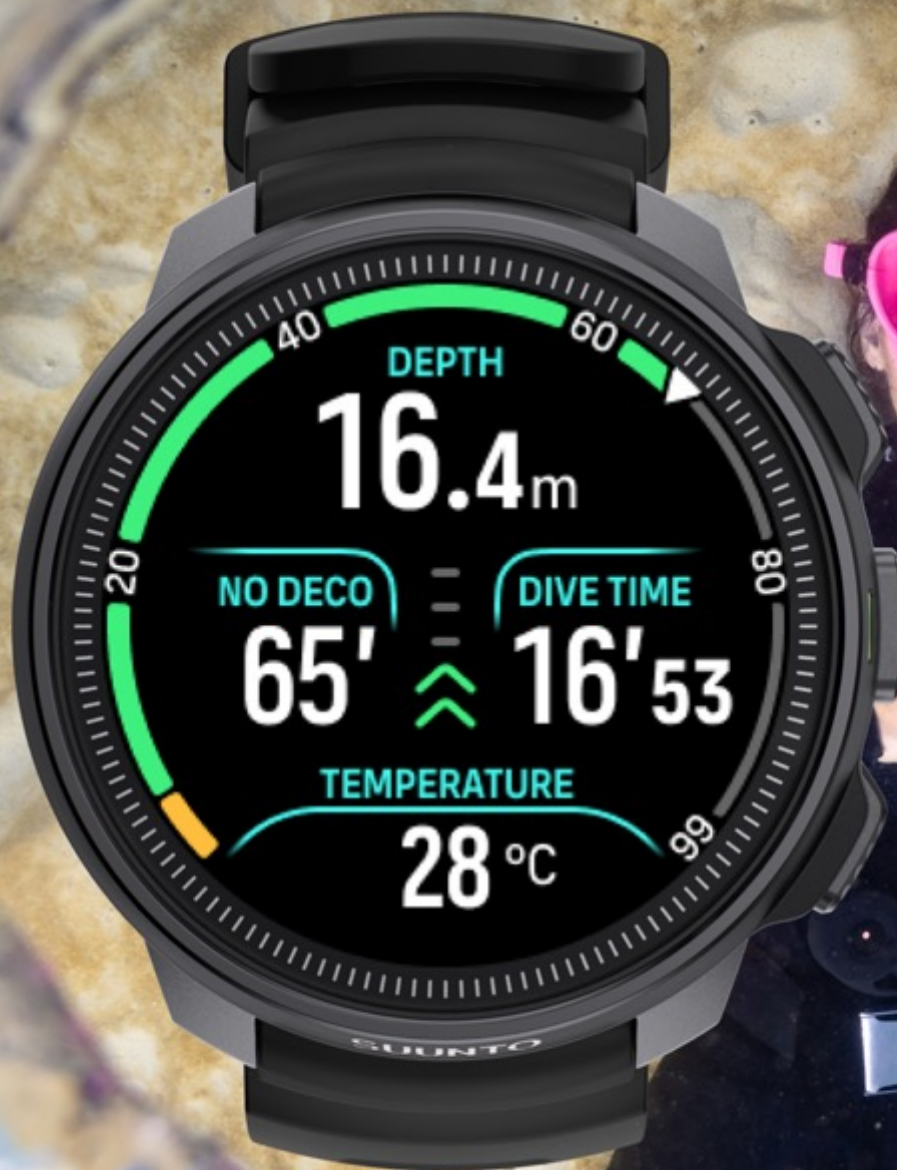 40
60
DEPTH
16.4m
20
80
NO DECO
DIVE TIME
65'
16'53
TEMPERATURE
28 °C
99
SUUNTO